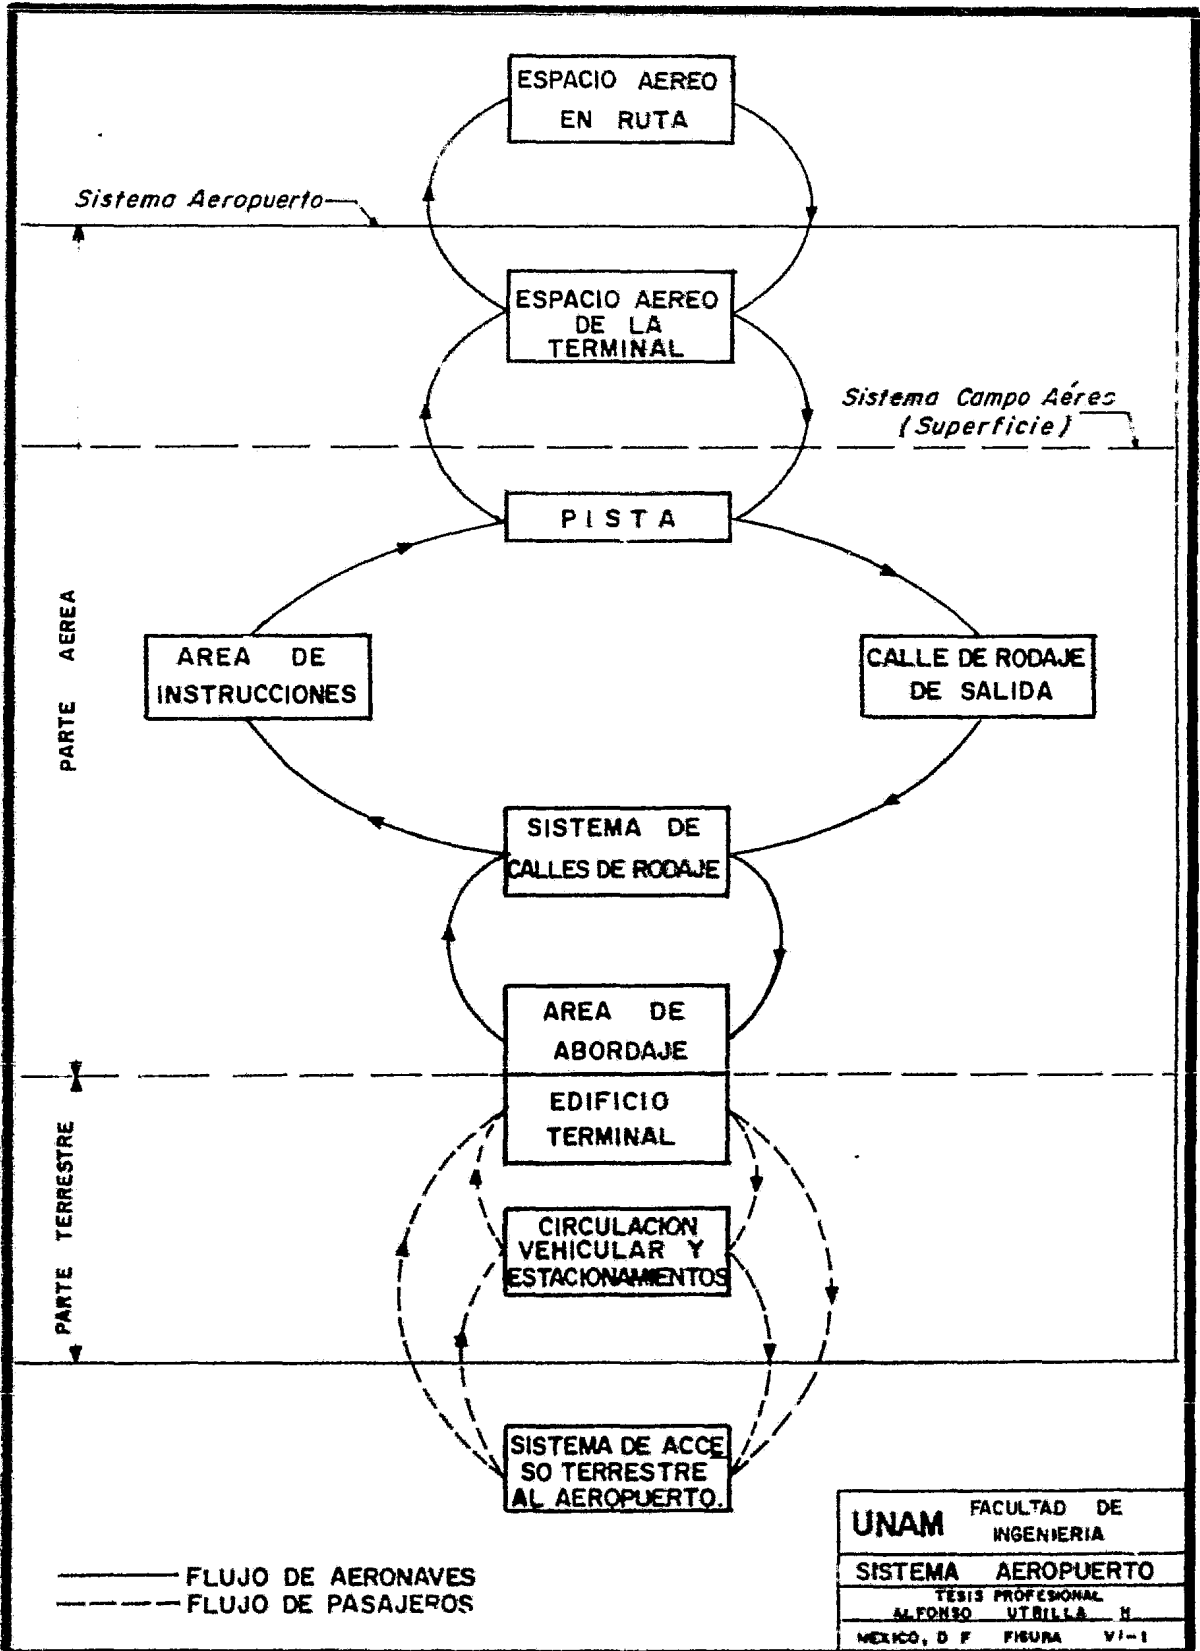 ESPACIO AEREO
EN RUTA
Sistema Aeropuerto
ESPACIO AEREO
DE LA
TERMINAL
Sistema Campo Aéreo
(Superficie)
PISTA
PARTE AEREA
AREA DE
INSTRUCCIONES
CALLE DE RODAJE
DE SALIDA
SISTEMA DE
CALLES DE RODAJE
AREA DE
ABORDAJE
EDIFICIO
TERMINAL
PARTE TERRESTRE
CIRCULACION
VEHICULAR Y
ESTACIONAMIENTOS
SISTEMA DE ACCE
SO TERRESTRE
AL AEROPUERTO.
FLUJO DE AERONAVES
FLUJO DE PASAJEROS
UNAM FACULTAD DE
INGENIERIA
SISTEMA AEROPUERTO
TESIS PROFESIONAL
ALFONSO UTRILLA H
MEXICO, D F FIGURA VI-1